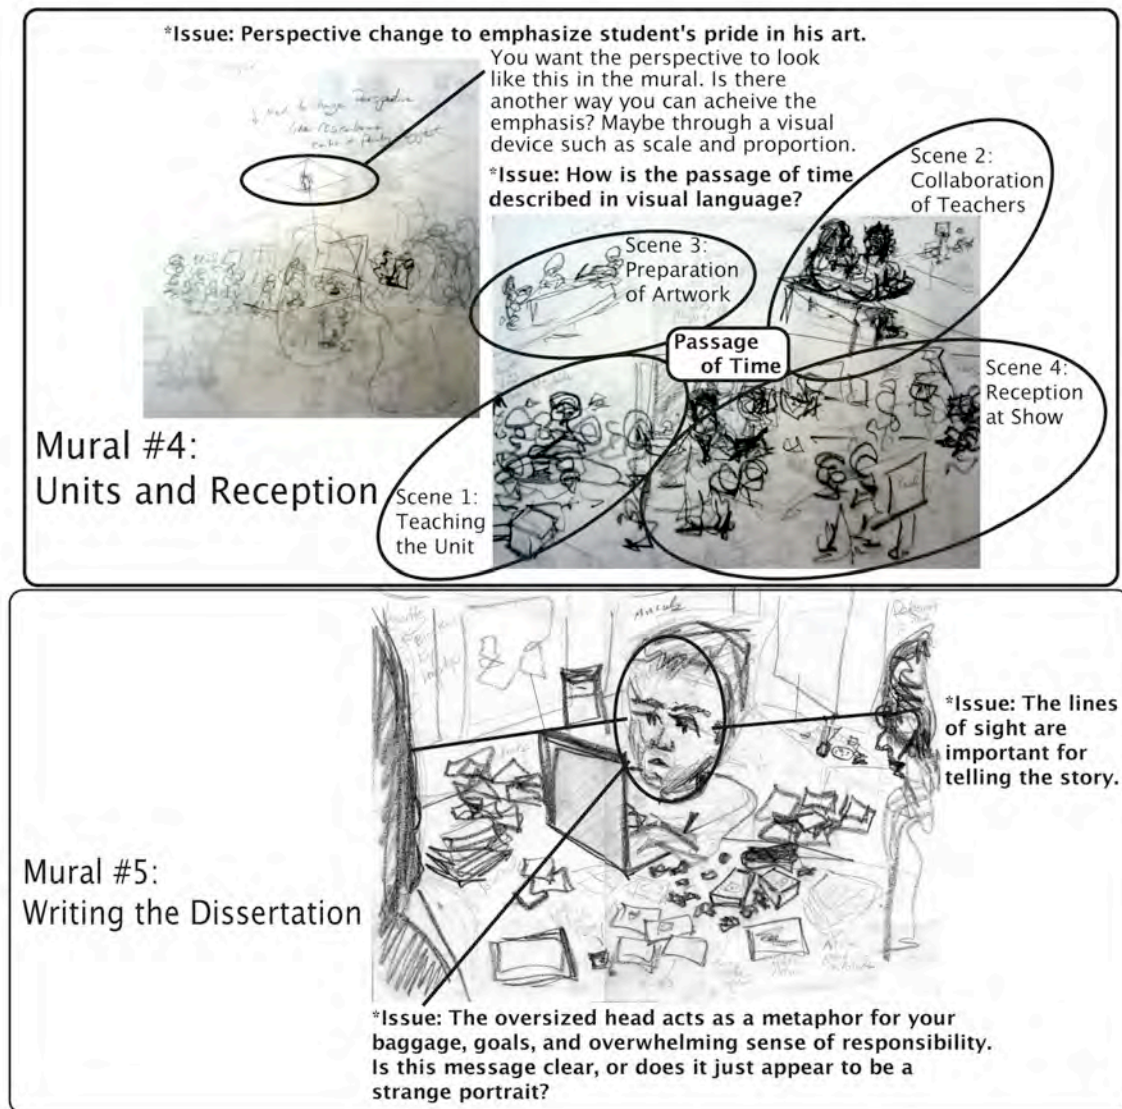 *Issue: Perspective change to emphasize student's pride in his art.
You want the perspective to look
like this in the mural. Is there
another way you can acheive the
emphasis? Maybe through a visual
device such as scale and proportion.
*Issue: How is the passage of time
described in visual language?
Scene 2:
Collaboration
of Teachers
Scene 3:
Preparation
of Artwork
Passage
of Time
Scene 4:
Reception
at Show
Mural #4:
Units and Reception
Scene 1:
Teaching
the Unit
*Issue: The lines
of sight are
important for
telling the story.
Mural #5:
Writing the Dissertation
*Issue: The oversized head acts as a metaphor for your
baggage, goals, and overwhelming sense of responsibility.
Is this message clear, or does it just appear to be a
strange portrait?